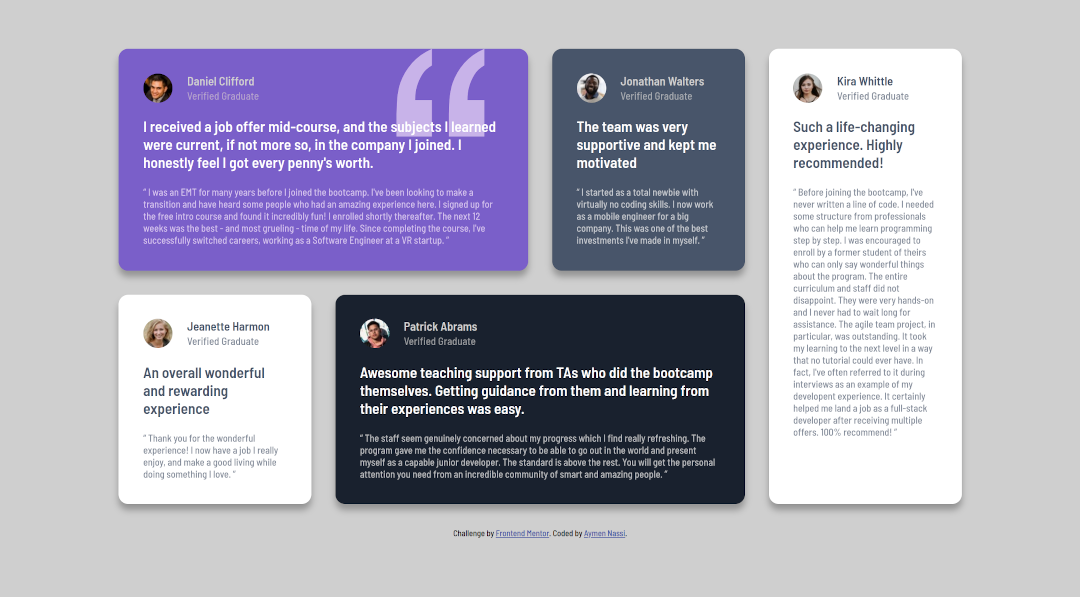 Daniel Clifford
Verified Graduate
I received a job offer mid-course, and the subjects I learned
were current, if not more so, in the company I joined. I
honestly feel I got every penny's worth.
“ I was an EMT for many years before I joined the bootcamp. I've been looking to make a
transition and have heard some people who had an amazing experience here. I signed up for
the free intro course and found it incredibly fun! I enrolled shortly thereafter. The next 12
weeks was the best - and most grueling - time of my life. Since completing the course, I've
successfully switched careers, working as a Software Engineer at a VR startup. ”
Jonathan Walters
Verified Graduate
The team was very
supportive and kept me
motivated
“ I started as a total newbie with
virtually no coding skills. I now work
as a mobile engineer for a big
company. This was one of the best
investments I've made in myself. ”
Kira Whittle
Verified Graduate
Such a life-changing
experience. Highly
recommended!
“ Before joining the bootcamp, I've
never written a line of code. I needed
some structure from professionals
who can help me learn programming
step by step. I was encouraged to
enroll by a former student of theirs
who can only say wonderful things
about the program. The entire
curriculum and staff did not
disappoint. They were very hands-on
and I never had to wait long for
assistance. The agile team project, in
particular, was outstanding. It took
my learning to the next level in a way
that no tutorial could ever have. In
fact, I've often referred to it during
interviews as an example of my
developent experience. It certainly
helped me land a job as a full-stack
developer after receiving multiple
offers. 100% recommend! ”
Jeanette Harmon
Verified Graduate
An overall wonderful
and rewarding
experience
“ Thank you for the wonderful
experience! I now have a job I really
enjoy, and make a good living while
doing something I love. ”
Patrick Abrams
Verified Graduate
Awesome teaching support from TAs who did the bootcamp
themselves. Getting guidance from them and learning from
their experiences was easy.
“ The staff seem genuinely concerned about my progress which I find really refreshing. The
program gave me the confidence necessary to be able to go out in the world and present
myself as a capable junior developer. The standard is above the rest. You will get the personal
attention you need from an incredible community of smart and amazing people. ”
Challenge by Frontend Mentor. Coded by Aymen Nassi.